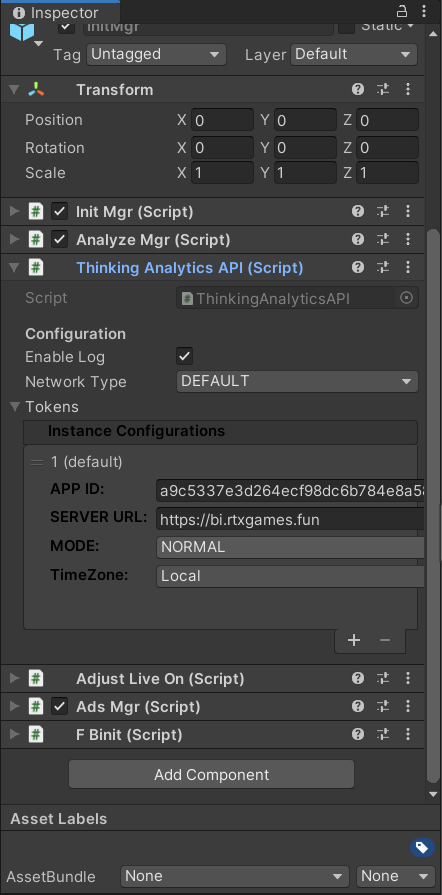 Inspector
InitMgr
Static
Tag Untagged Layer Default
Transform
Position X 0 Y 0 Z 0
Rotation X 0 Y 0 Z 0
Scale X 1 Y 1 Z 1
# Init Mgr (Script)
# Analyze Mgr (Script)
# Thinking Analytics API (Script)
Script # ThinkingAnalyticsAPI
Configuration
Enable Log
Network Type DEFAULT
Tokens
Instance Configurations
1 (default)
APP ID: a9c5337e3d264ecf98dc6b784e8a58
SERVER URL: https://bi.rtxgames.fun
MODE: NORMAL
TimeZone: Local
+ −
# Adjust Live On (Script)
# Ads Mgr (Script)
# F Binit (Script)
Add Component
Asset Labels
AssetBundle None None